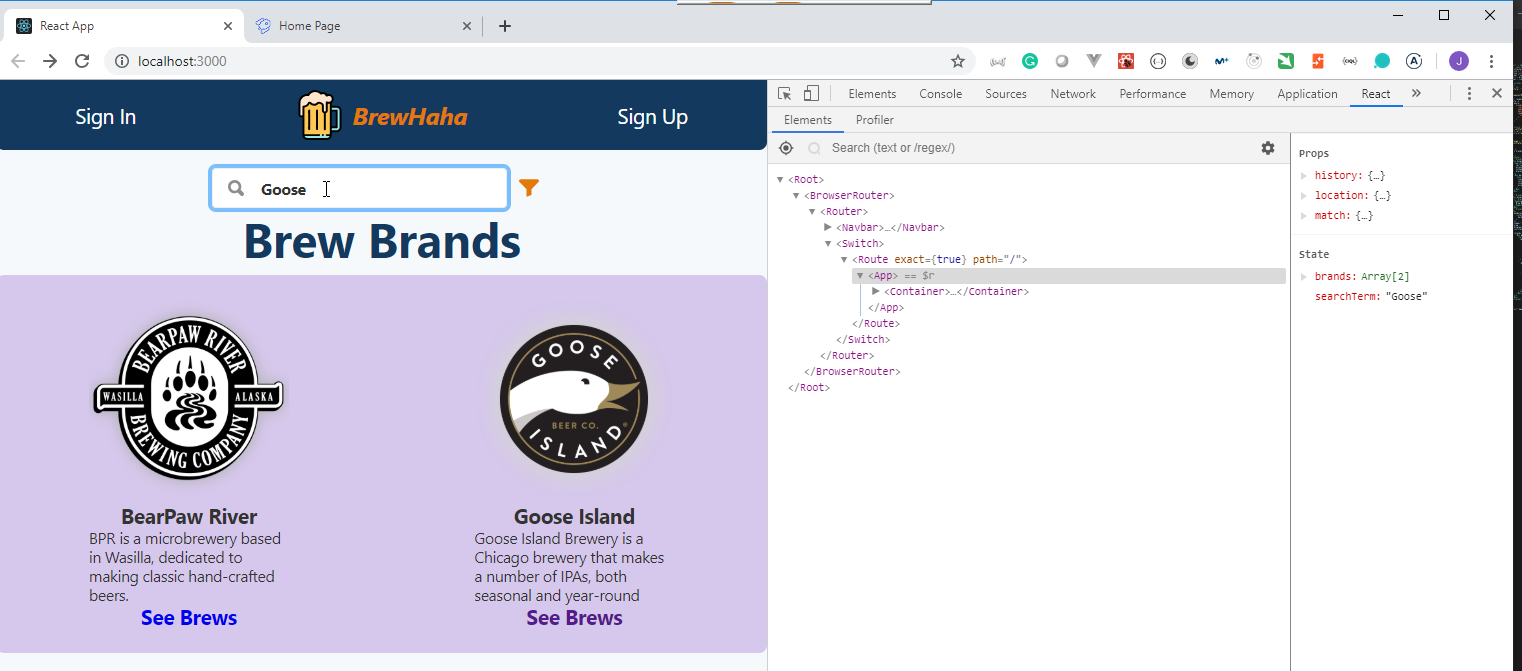 React App
Home Page
localhost:3000
J
Sign In
BrewHaha
Sign Up
Goose
Brew Brands
BEARPAW RIVER
WASILLA
ALASKA
BREWING COMPANY
GOOSE
BEER CO.
ISLAND
BearPaw River
BPR is a microbrewery based
in Wasilla, dedicated to
making classic hand-crafted
beers.
See Brews
Goose Island
Goose Island Brewery is a
Chicago brewery that makes
a number of IPAs, both
seasonal and year-round
See Brews
Elements Console Sources Network Performance Memory Application React
Elements Profiler
Search (text or /regex/)
<Root>
<BrowserRouter>
<Router>
<Navbar>…</Navbar>
<Switch>
<Route exact={true} path="/">
<App> == $r
<Container>…</Container>
</App>
</Route>
</Switch>
</Router>
</BrowserRouter>
</Root>
Props
history: {…}
location: {…}
match: {…}
State
brands: Array[2]
searchTerm: "Goose"